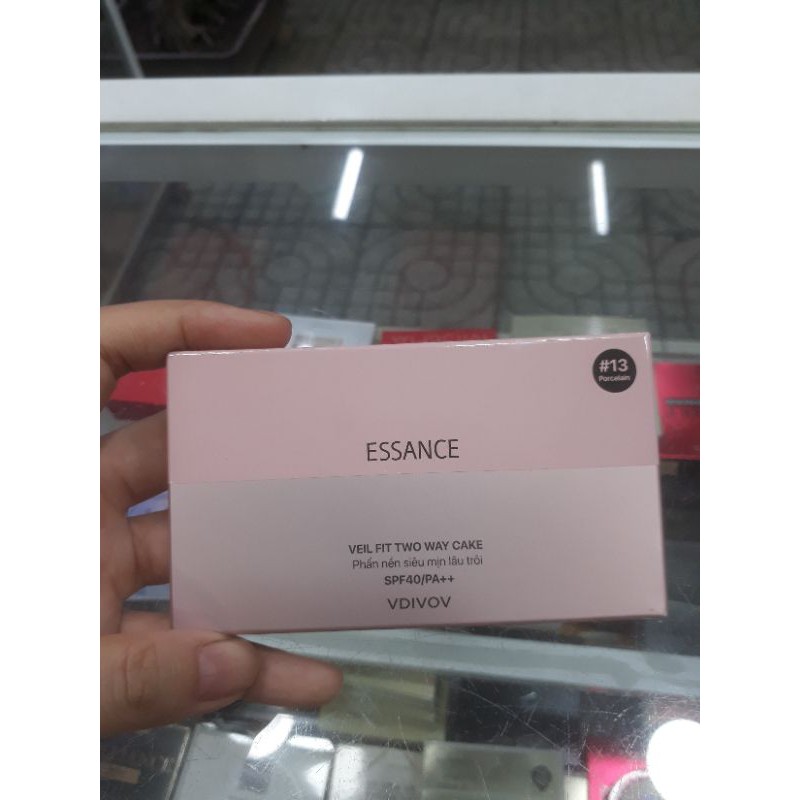 #13
Porcelain
ESSANCE
VEIL FIT TWO WAY CAKE
Phấn nền siêu mịn lâu trôi
SPF40/PA++
VDIVOV